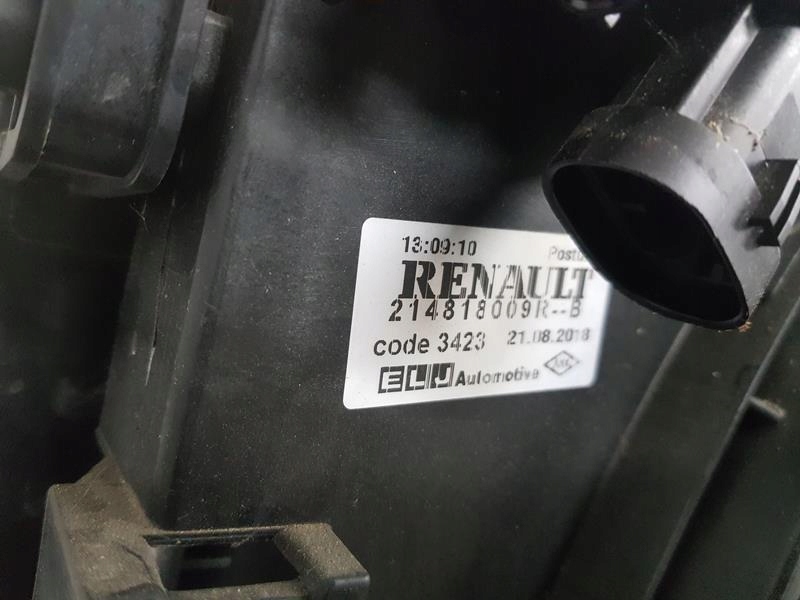 13:09:10
RENAULT
214818009R--B
code 3423 21.08.2018
Automotive